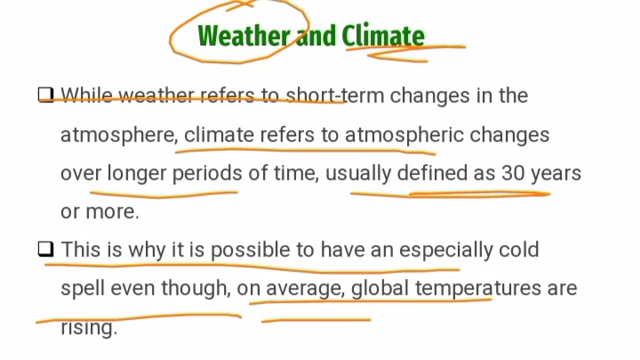 Weather and Climate
While weather refers to short-term changes in the
atmosphere, climate refers to atmospheric changes
over longer periods of time, usually defined as 30 years
or more.
This is why it is possible to have an especially cold
spell even though, on average, global temperatures are
rising.